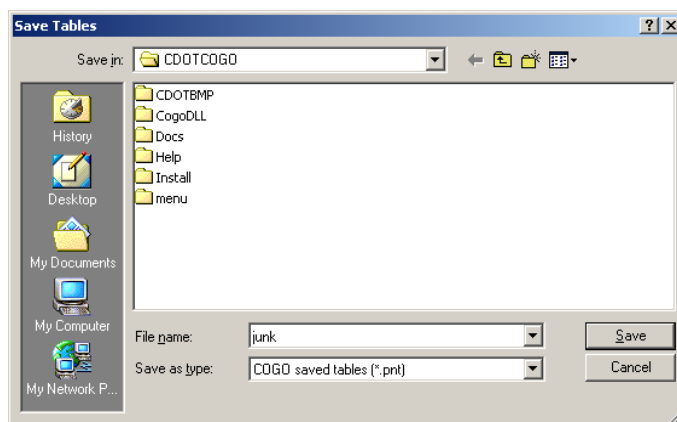 Save Tables
Save in: CDOTCOGO
CDOTBMP
CogoDLL
Docs
Help
Install
menu
History
Desktop
My Documents
My Computer
My Network P...
File name: junk Save
Save as type: COGO saved tables (*.pnt) Cancel